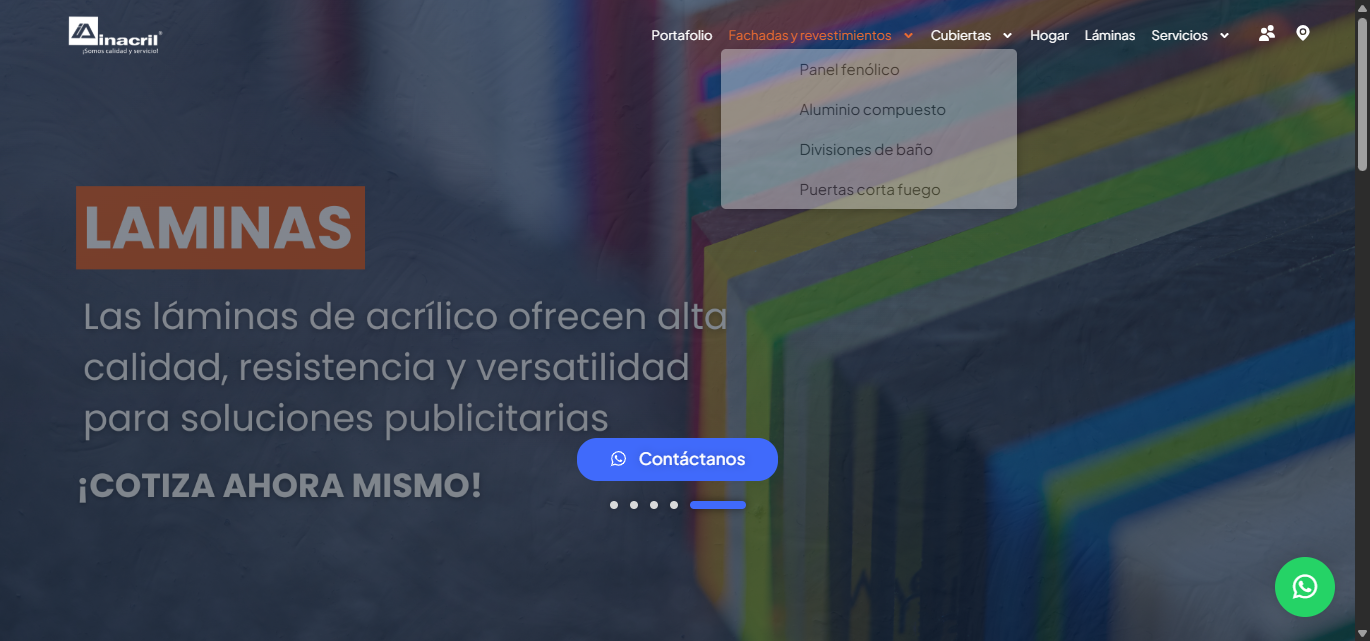 inacril
¡Somos calidad y servicio!
Portafolio
Fachadas y revestimientos
Cubiertas
Hogar
Láminas
Servicios
Panel fenólico
Aluminio compuesto
Divisiones de baño
Puertas corta fuego
LAMINAS
Las láminas de acrílico ofrecen alta
calidad, resistencia y versatilidad
para soluciones publicitarias
¡COTIZA AHORA MISMO!
Contáctanos